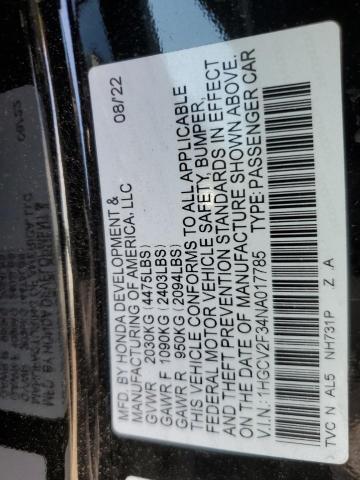 MFD. BY HONDA DEVELOPMENT & 08/22
MANUFACTURING OF AMERICA, LLC
GVWR 2030KG (4475LBS)
GAWR F 1090KG (2403LBS)
GAWR R 950KG (2094LBS)
THIS VEHICLE CONFORMS TO ALL APPLICABLE
FEDERAL MOTOR VEHICLE SAFETY, BUMPER,
AND THEFT PREVENTION STANDARDS IN EFFECT
ON THE DATE OF MANUFACTURE SHOWN ABOVE.
V.I.N.: 1HGCV2F34NA017785 TYPE: PASSENGER CAR
TVC N AL5 NH731P Z A